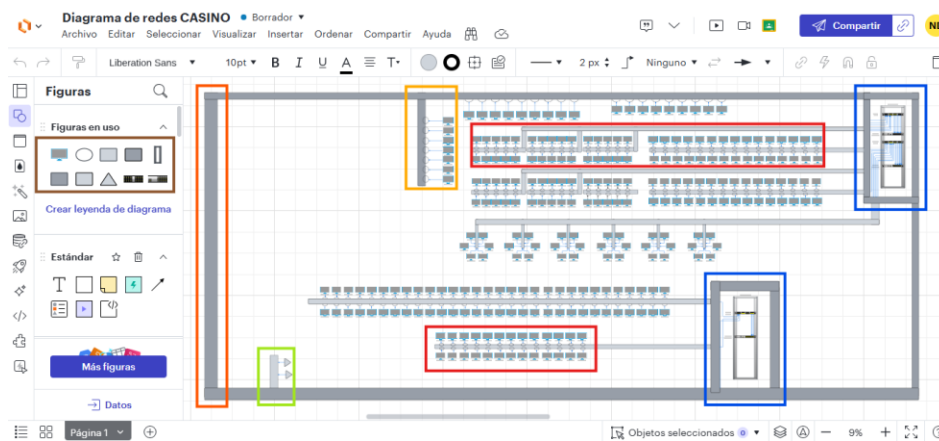 Diagrama de redes CASINO • Borrador ▾
Archivo Editar Seleccionar Visualizar Insertar Ordenar Compartir Ayuda
Compartir
Liberation Sans
10pt
B I U A
2 px
Ninguno
Figuras
Figuras en uso
Crear leyenda de diagrama
Estándar
T
Más figuras
Datos
Página 1
Objetos seleccionados 0
9%